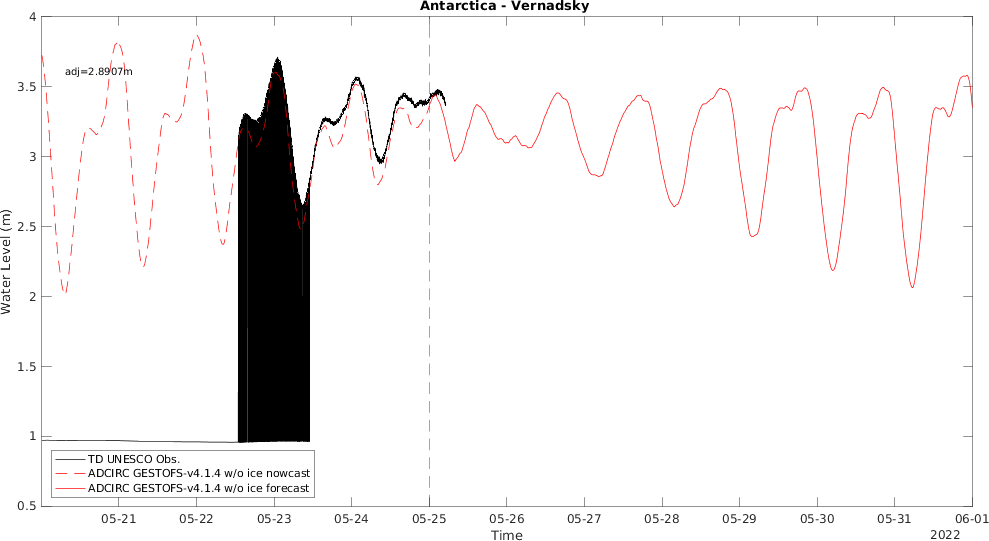 Antarctica - Vernadsky
4
adj=2.8907m
3.5
3
2.5
2
1.5
1
0.5
Water Level (m)
TD UNESCO Obs.
ADCIRC GESTOFS-v4.1.4 w/o ice nowcast
ADCIRC GESTOFS-v4.1.4 w/o ice forecast
05-21 05-22 05-23 05-24 05-25 05-26 05-27 05-28 05-29 05-30 05-31 06-01
Time
2022